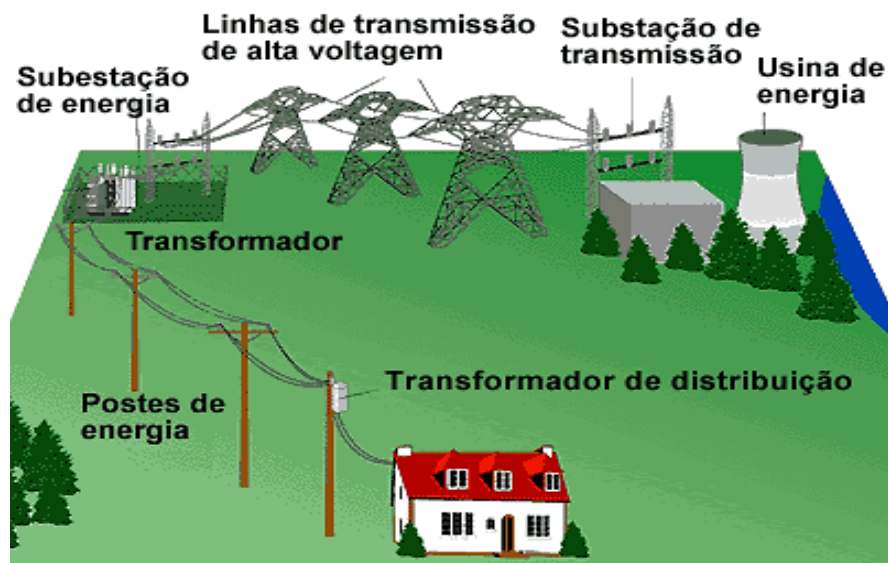 Linhas de transmissão
de alta voltagem
Substação de
transmissão
Usina de
energia
Subestação
de energia
Transformador
Transformador de distribuição
Postes de
energia